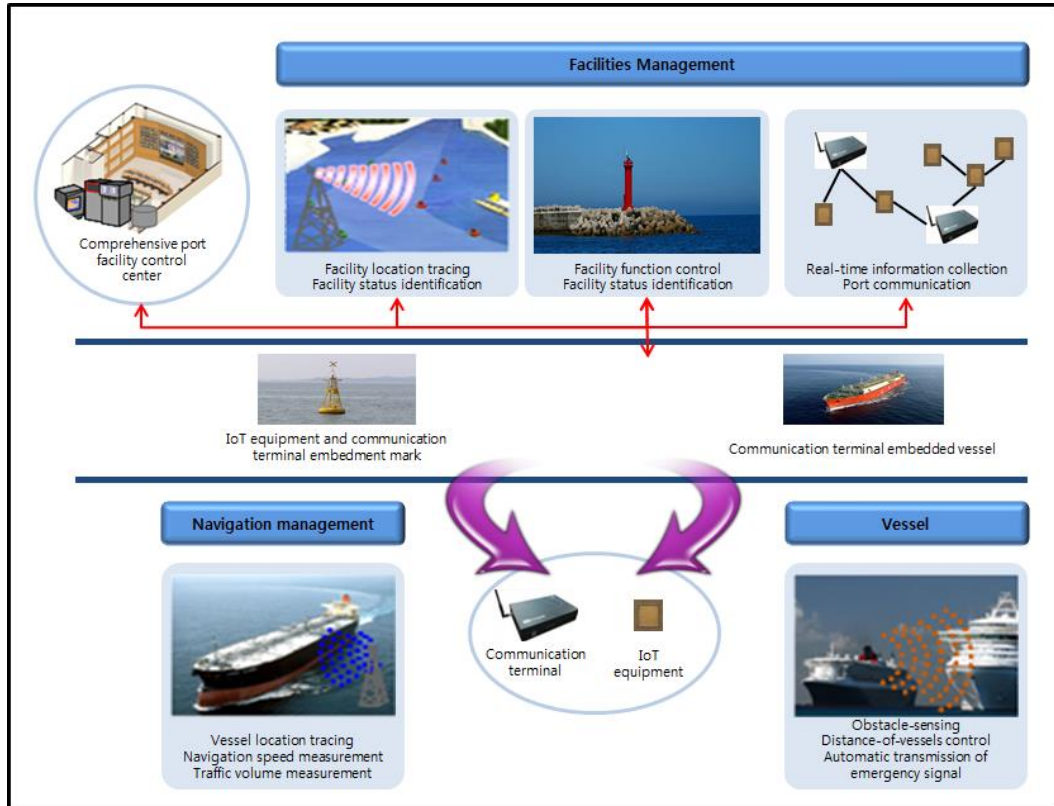 Facilities Management
Comprehensive port
facility control
center
Facility location tracing
Facility status identification
Facility function control
Facility status identification
Real-time information collection
Port communication
IoT equipment and communication
terminal embedment mark
Communication terminal embedded vessel
Navigation management
Vessel location tracing
Navigation speed measurement
Traffic volume measurement
Communication
terminal
IoT
equipment
Vessel
Obstacle-sensing
Distance-of-vessels control
Automatic transmission of
emergency signal